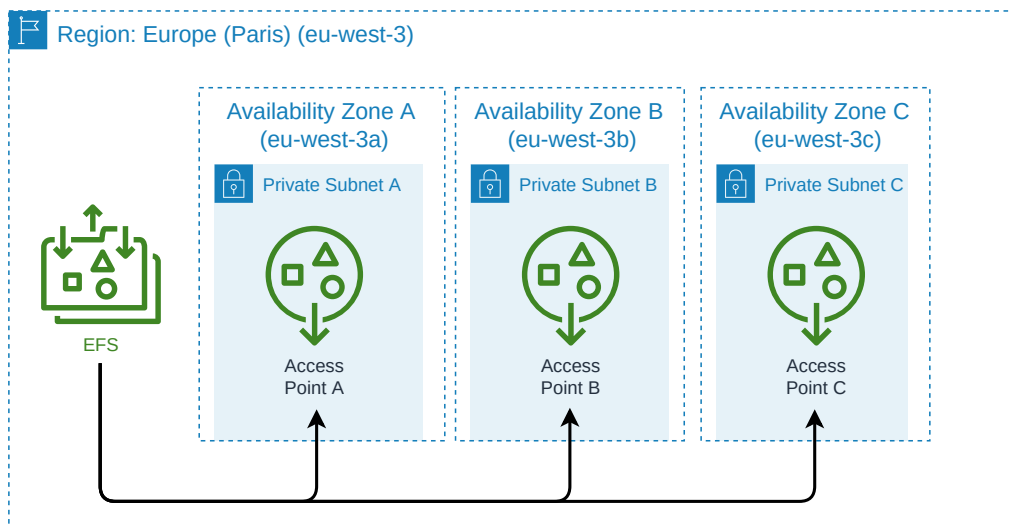 Region: Europe (Paris) (eu-west-3)
Availability Zone A
(eu-west-3a)
Private Subnet A
Access
Point A
Availability Zone B
(eu-west-3b)
Private Subnet B
Access
Point B
Availability Zone C
(eu-west-3c)
Private Subnet C
Access
Point C
EFS